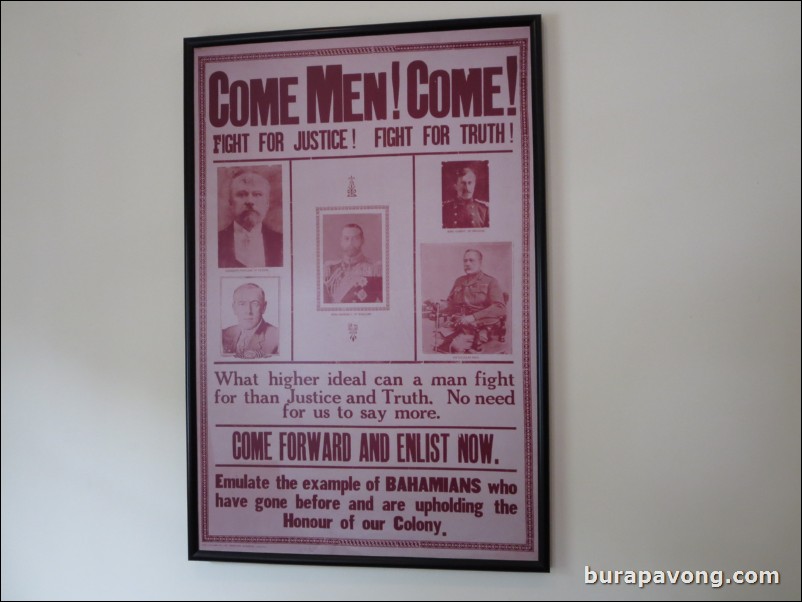 COME MEN! COME!
FIGHT FOR JUSTICE! FIGHT FOR TRUTH!
What higher ideal can a man fight
for than Justice and Truth. No need
for us to say more.
COME FORWARD AND ENLIST NOW.
Emulate the example of BAHAMIANS who
have gone before and are upholding the
Honour of our Colony.
burapavong.com